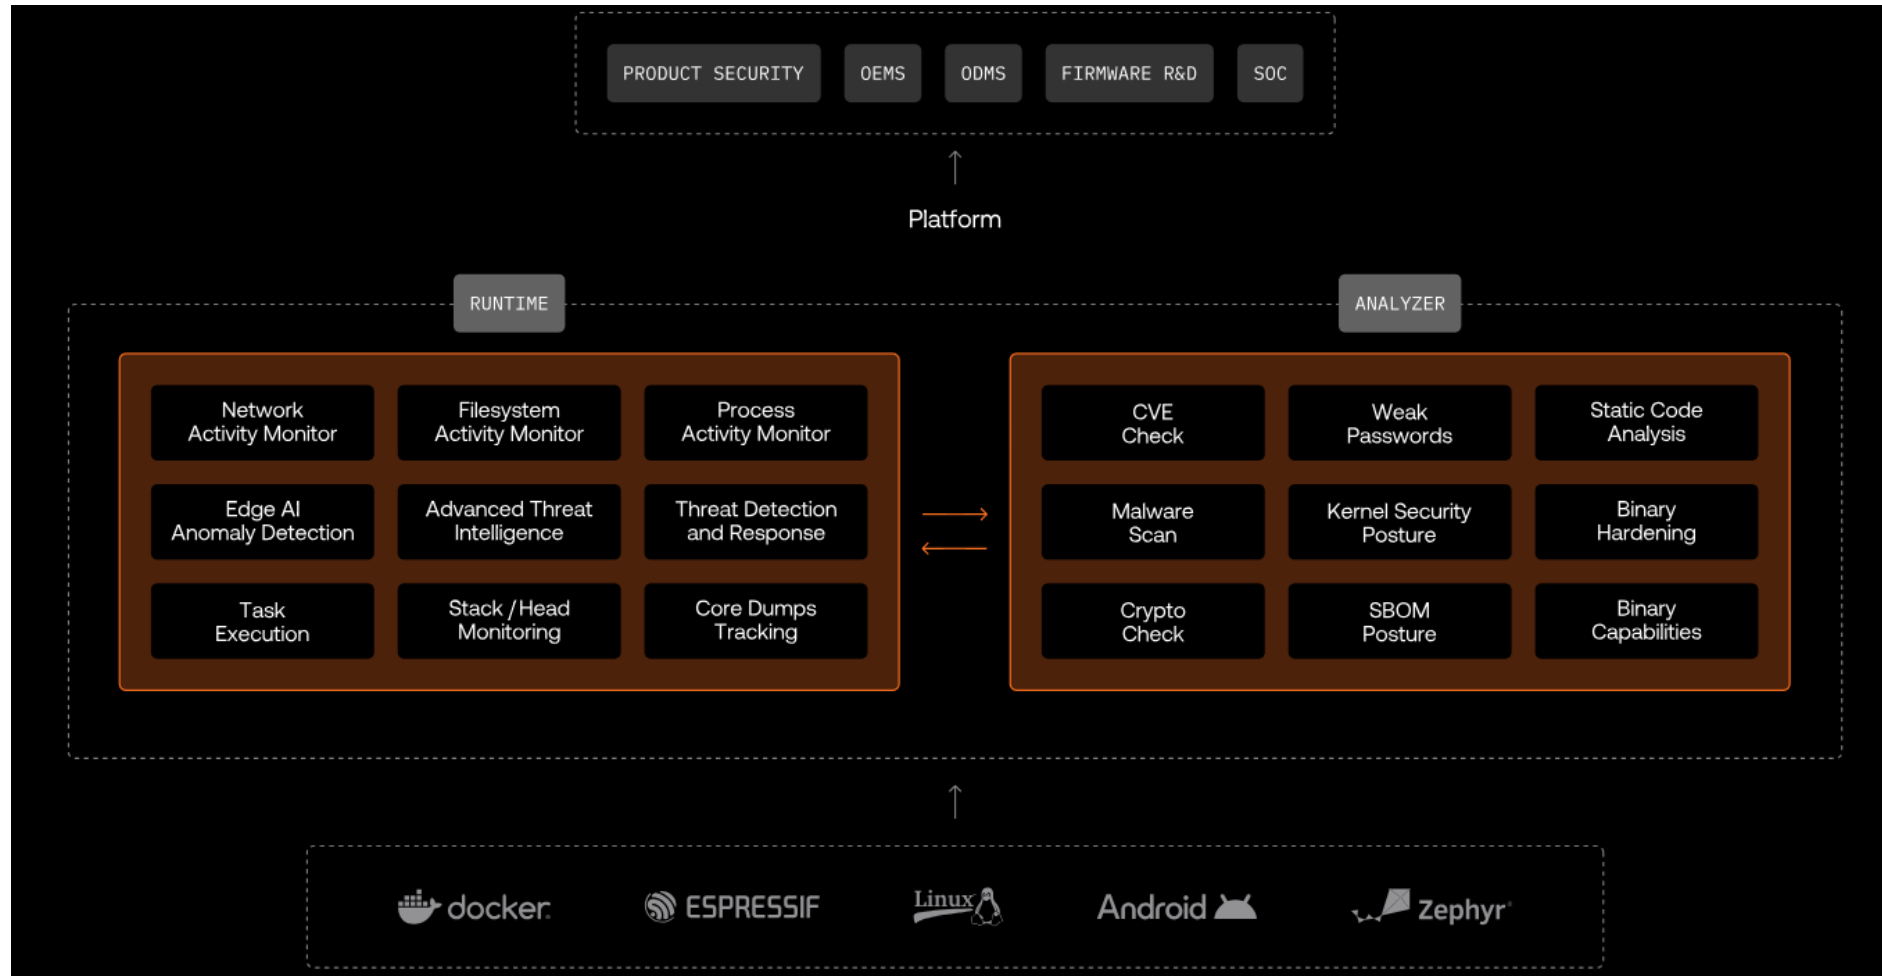 PRODUCT SECURITY
OEMS
ODMS
FIRMWARE R&D
SOC
Platform
RUNTIME
ANALYZER
Network
Activity Monitor
Filesystem
Activity Monitor
Process
Activity Monitor
Edge AI
Anomaly Detection
Advanced Threat
Intelligence
Threat Detection
and Response
Task
Execution
Stack / Head
Monitoring
Core Dumps
Tracking
CVE
Check
Weak
Passwords
Static Code
Analysis
Malware
Scan
Kernel Security
Posture
Binary
Hardening
Crypto
Check
SBOM
Posture
Binary
Capabilities
docker
ESPRESSIF
Linux
Android
Zephyr